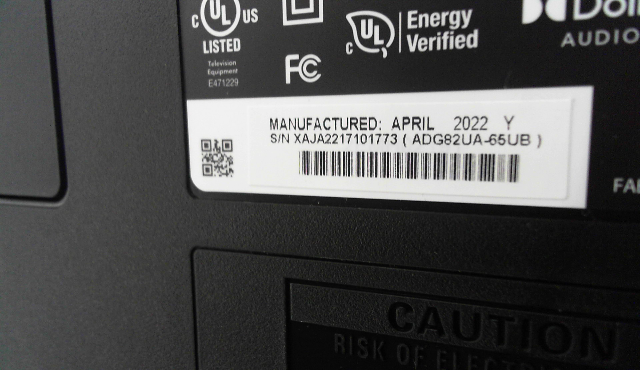 c UL US
LISTED
Television
Equipment
E471229
FC
c UL Energy
Verified
AUDIO
MANUFACTURED: APRIL 2022 Y
S/N XAJA2217101773 ( ADG82UA-65UB )
CAUTION
RISK OF